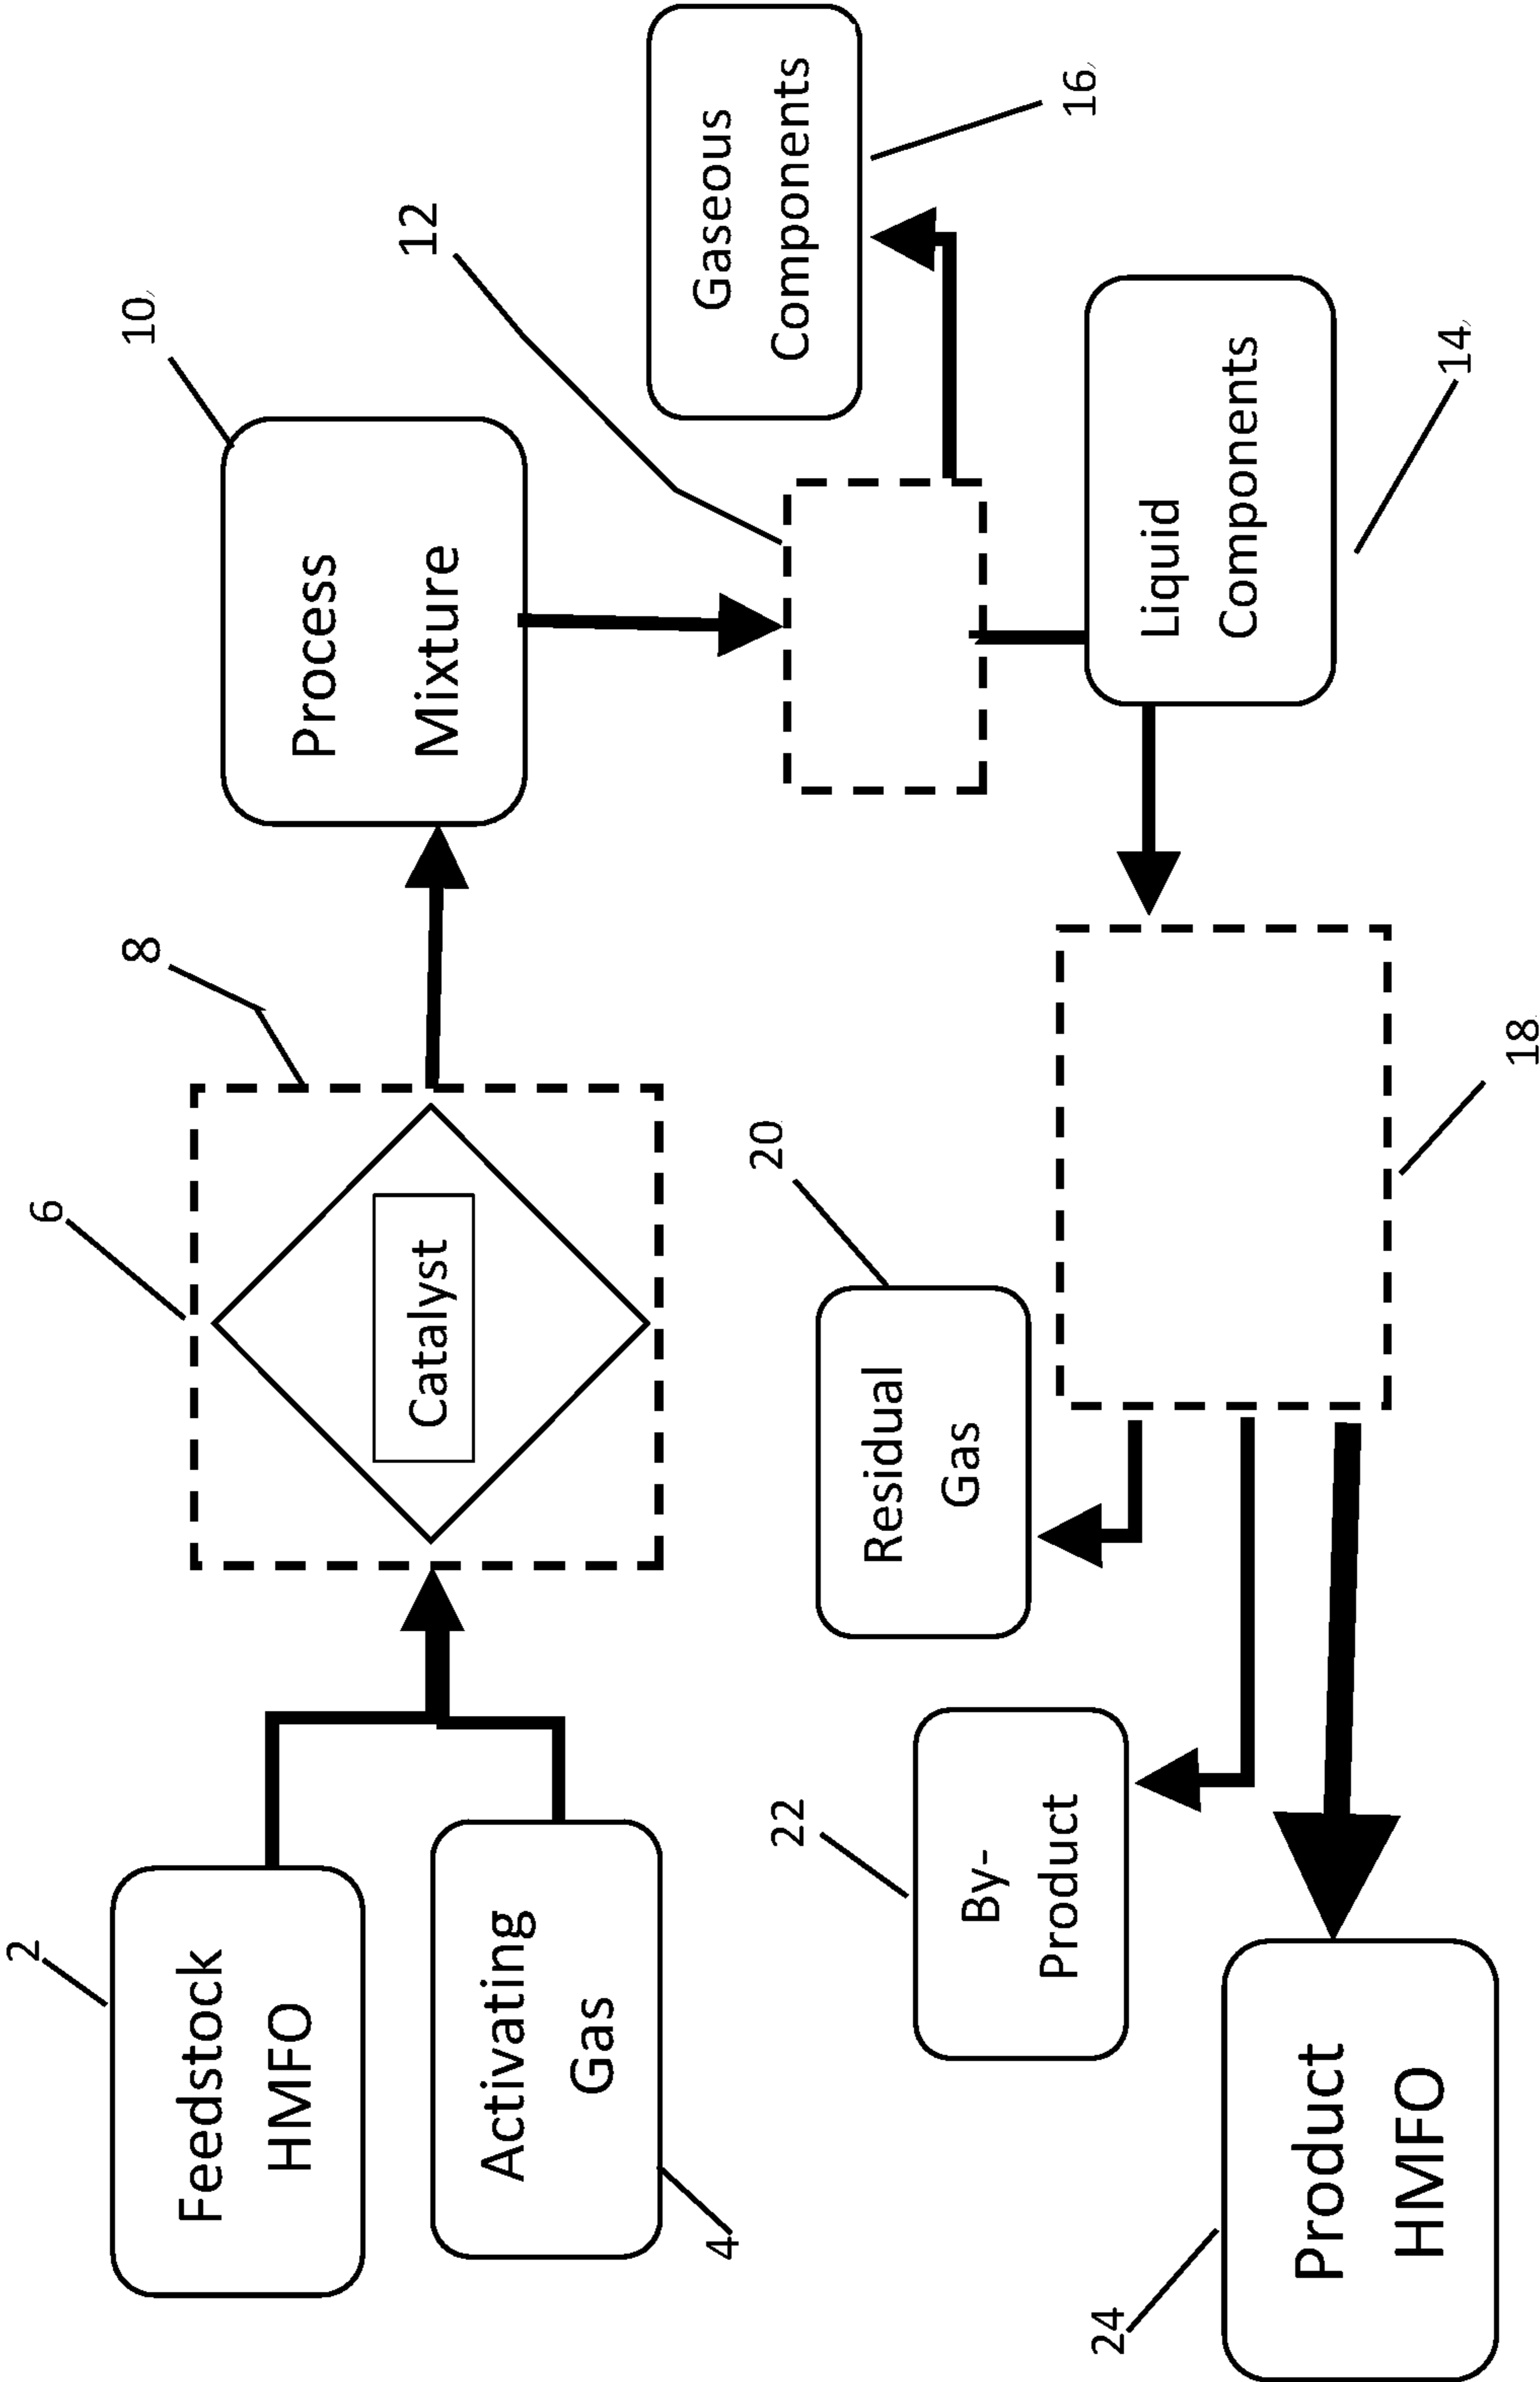 2
Feedstock
HMFO
Activating
Gas
4
6
Catalyst
8
10
Process
Mixture
12
Gaseous
Components
16
Liquid
Components
14
18
20
Residual
Gas
22
By-
Product
24
Product
HMFO